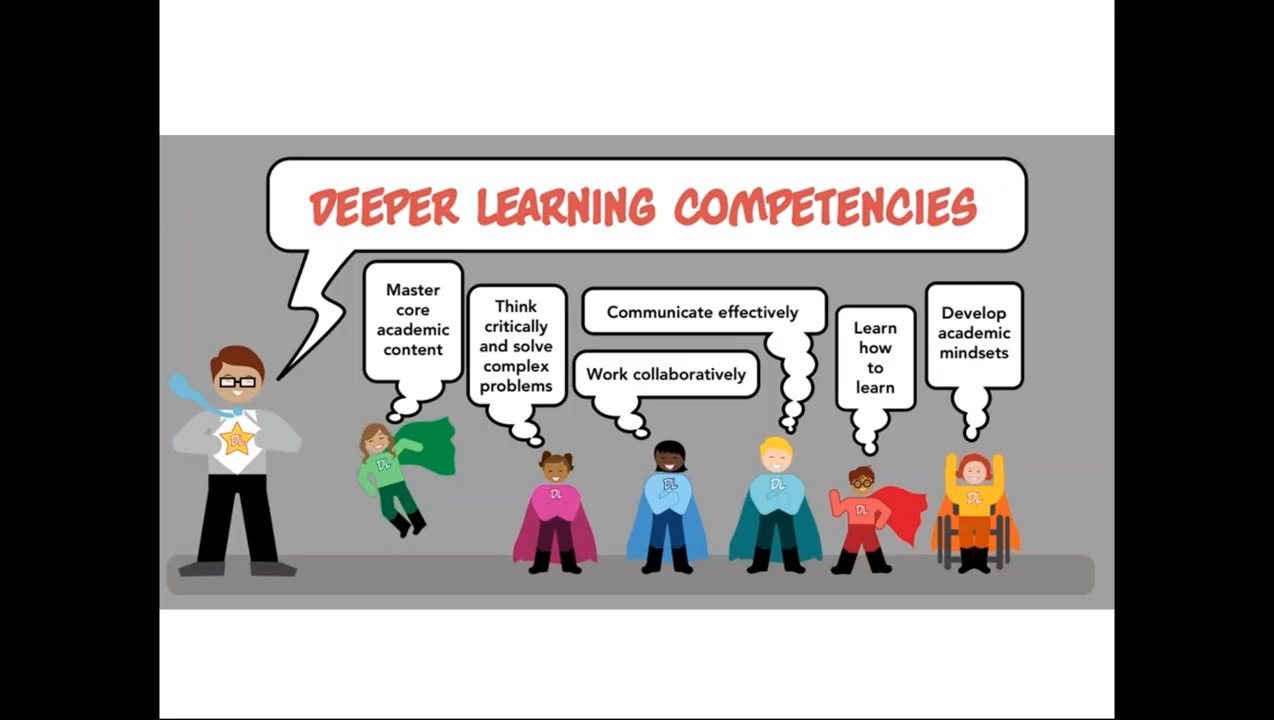 DEEPER LEARNING COMPETENCIES
Master
core
academic
content
Think
critically
and solve
complex
problems
Work collaboratively
Communicate effectively
Learn
how
to
learn
Develop
academic
mindsets
DL
DL
DL
DL
DL
DL
DL